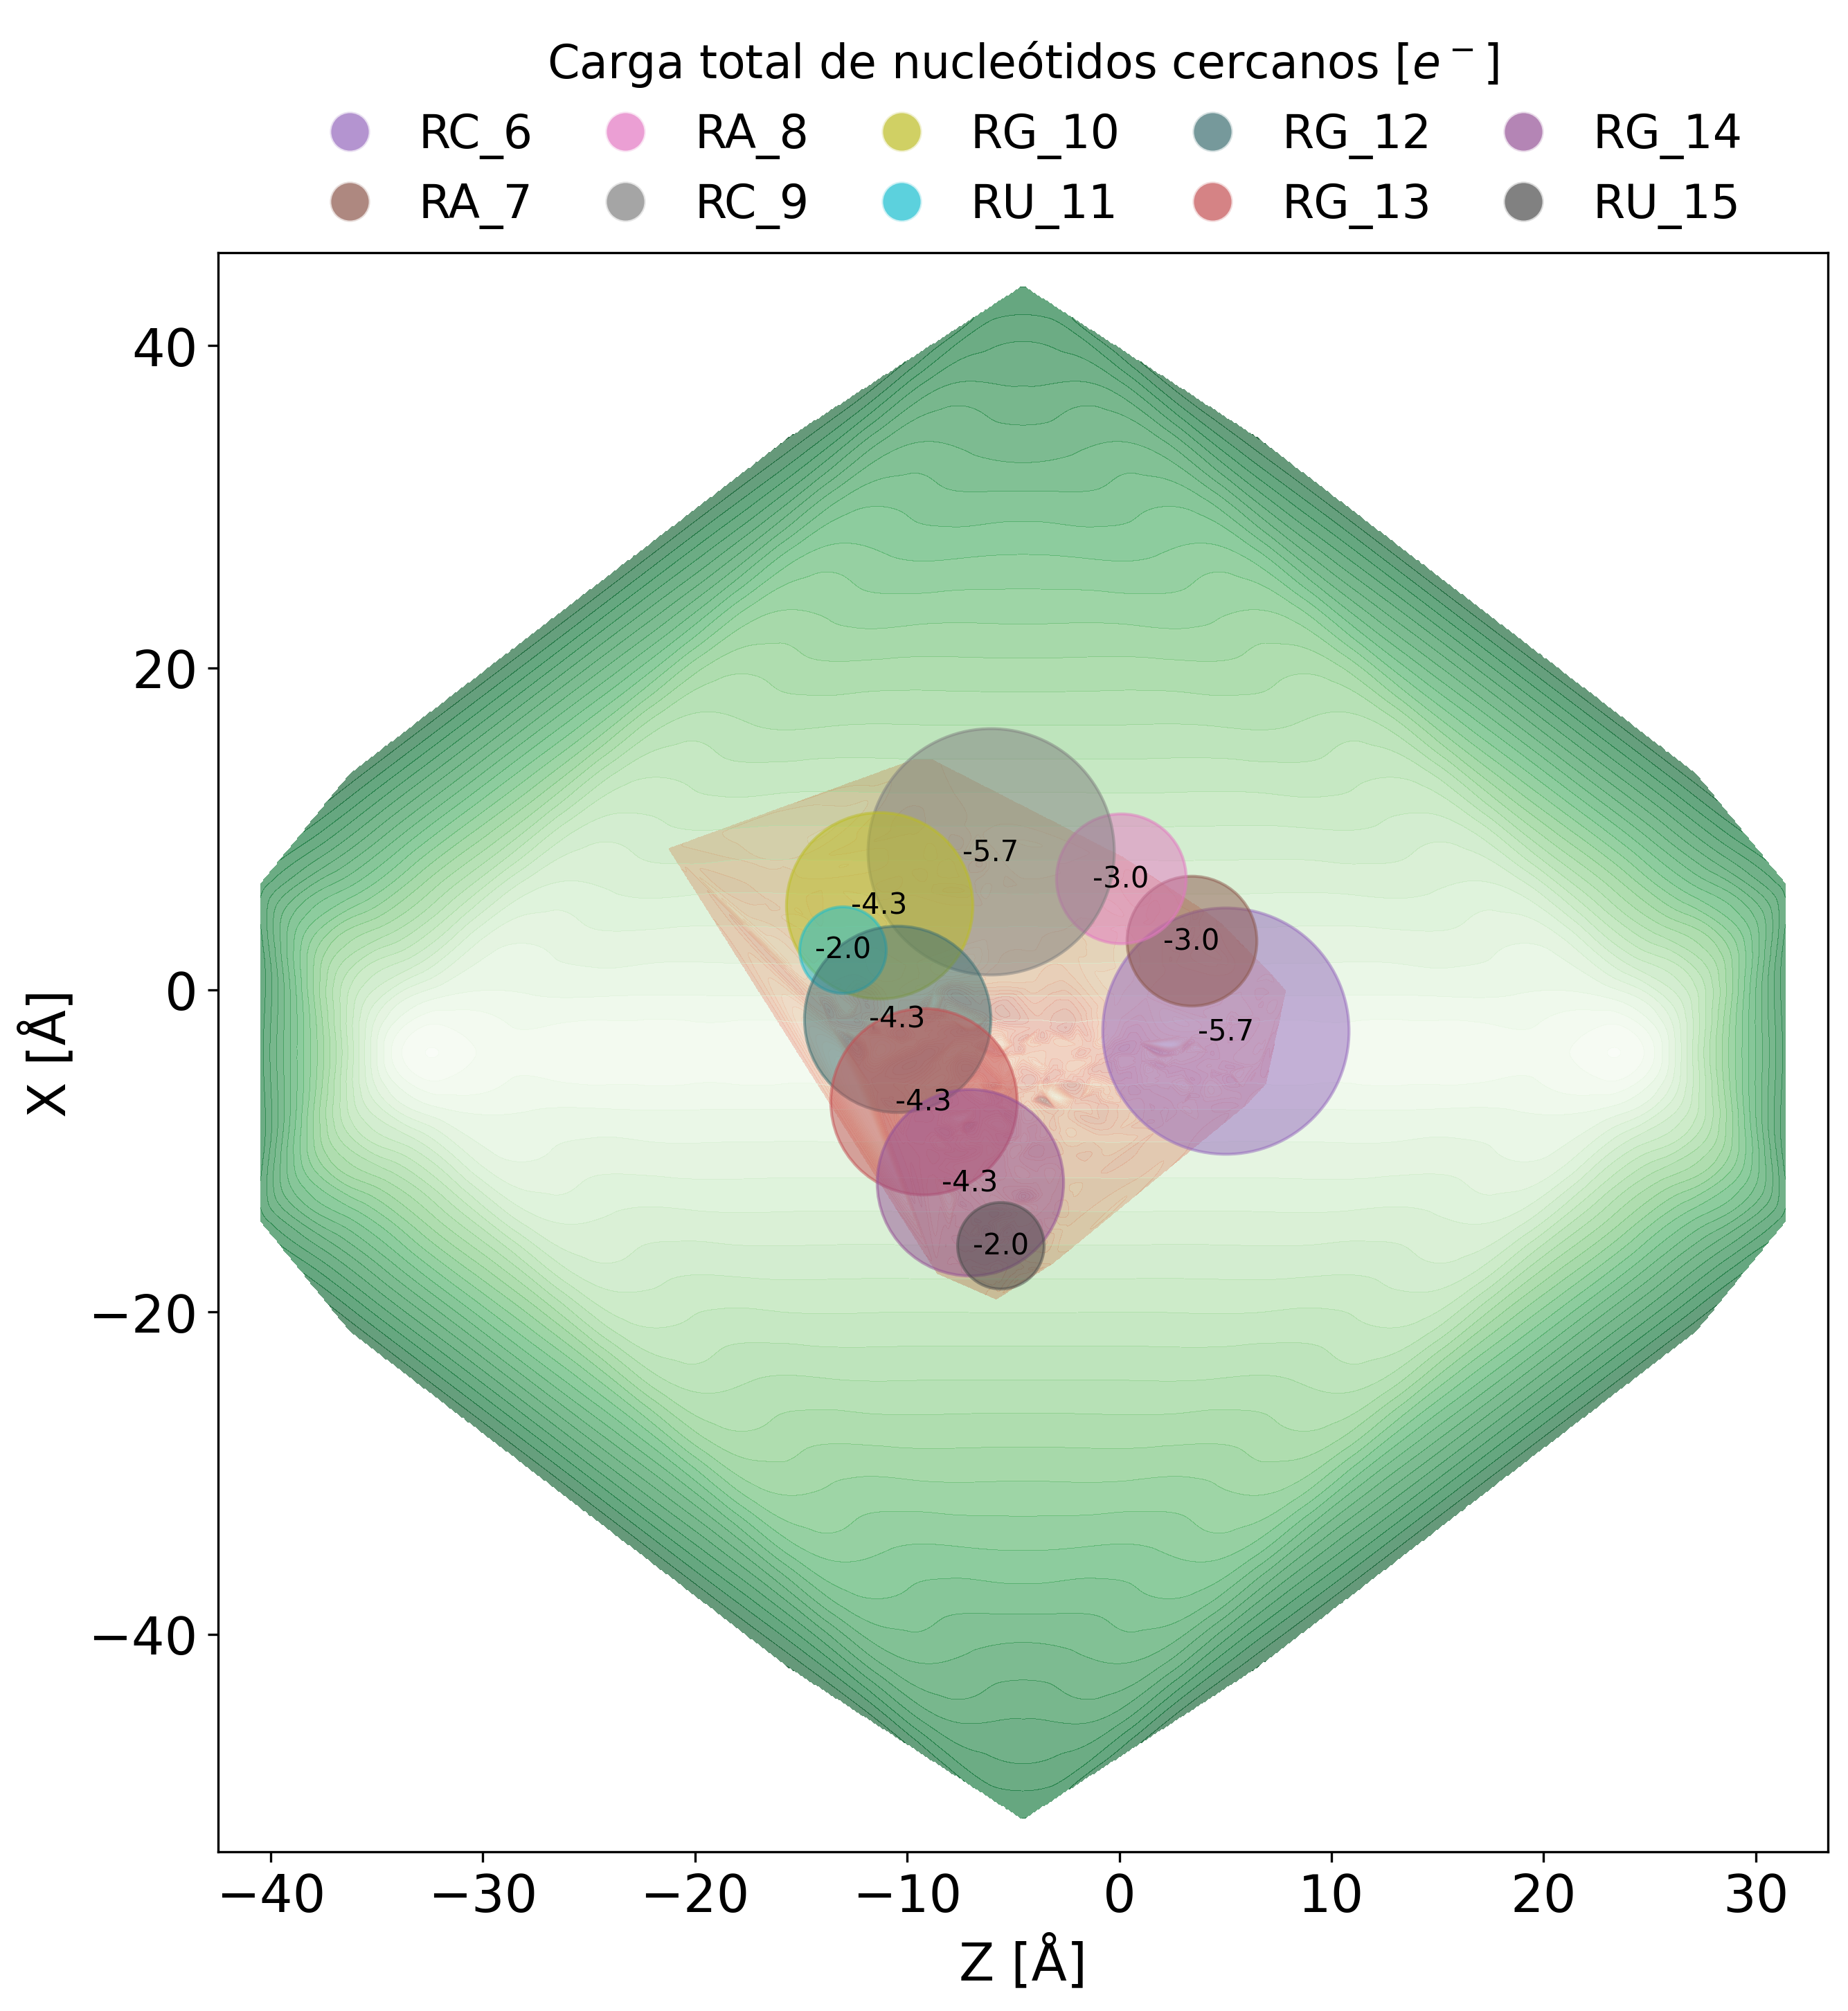 Carga total de nucleótidos cercanos [e⁻]
RC_6 RA_8 RG_10 RG_12 RG_14
RA_7 RC_9 RU_11 RG_13 RU_15
40
20
0
−20
−40
X [Å]
-5.7
-3.0
-4.3
-3.0
-2.0
-4.3
-5.7
-4.3
-4.3
-2.0
−40 −30 −20 −10 0 10 20 30
Z [Å]